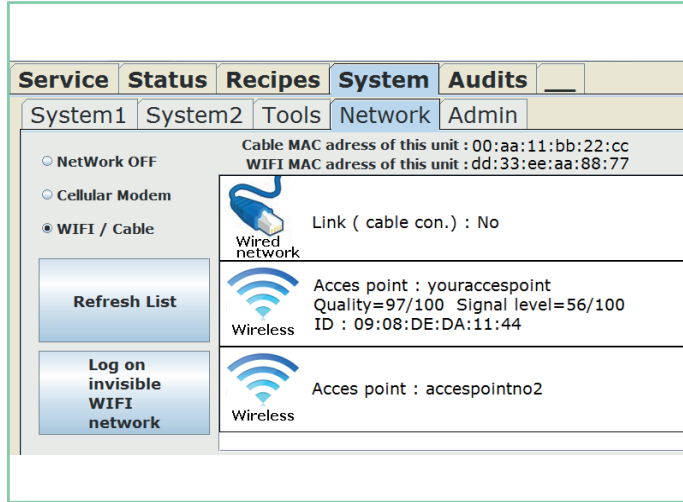 Service Status Recipes System Audits __
System1 System2 Tools Network Admin
Cable MAC adress of this unit : 00:aa:11:bb:22:cc
WIFI MAC adress of this unit : dd:33:ee:aa:88:77
NetWork OFF
Cellular Modem
WIFI / Cable
Refresh List
Log on
invisible
WIFI
network
Wired
network
Link ( cable con.) : No
Wireless
Acces point : youraccespoint
Quality=97/100 Signal level=56/100
ID : 09:08:DE:DA:11:44
Wireless
Acces point : accespointno2